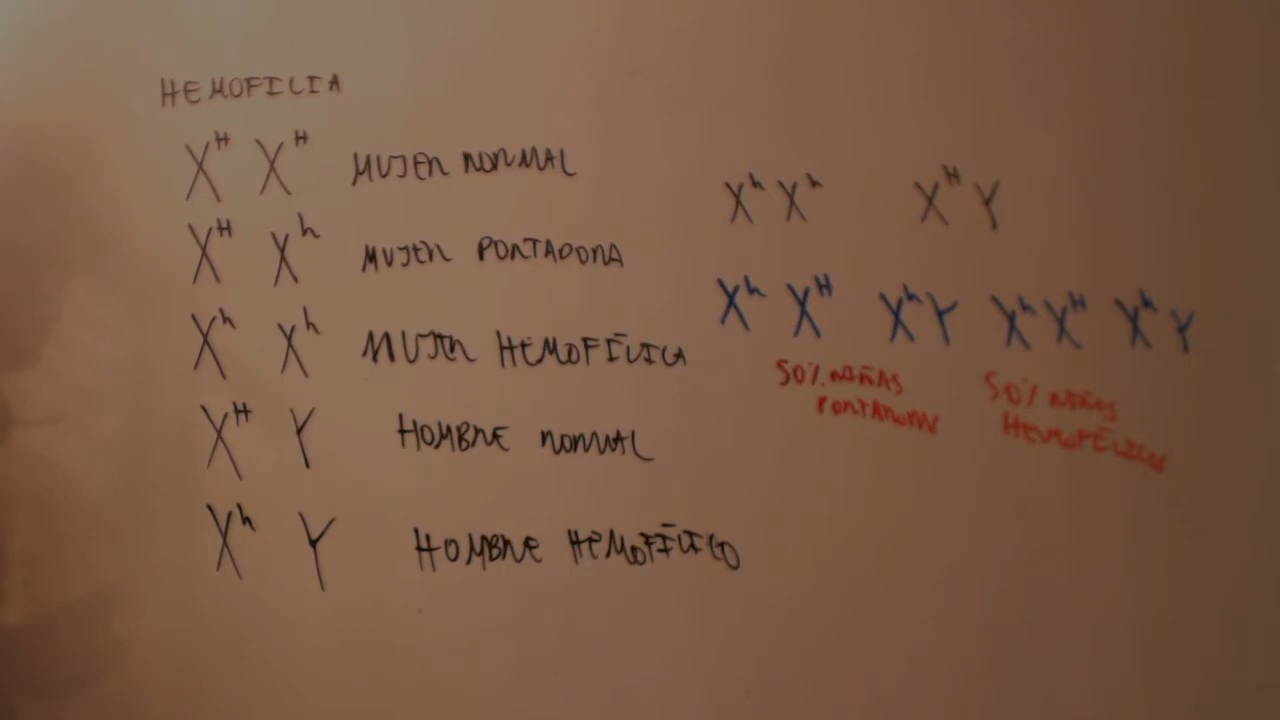 HEMOFILIA
X^H X^H MUJER NORMAL
X^H X^h MUJER PORTADORA
X^h X^h MUJER HEMOFÍLICA
X^H Y HOMBRE NORMAL
X^h Y HOMBRE HEMOFÍLICO
X^h X^h X^H Y
X^h X^H X^h Y X^h X^H X^h Y
50% NIÑAS
PORTADORAS
50% NIÑOS
HEMOFÍLICOS